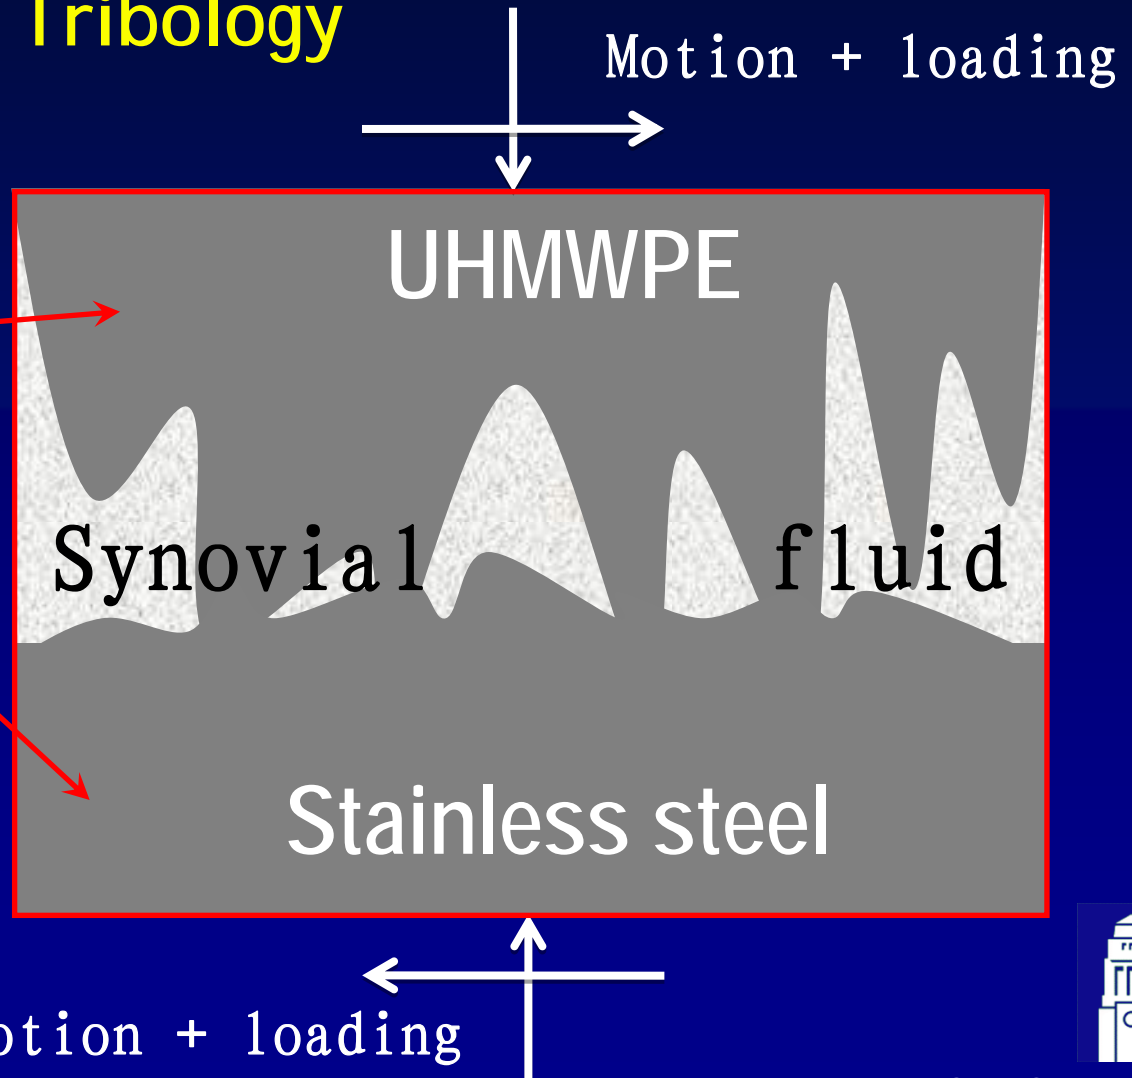 Tribology
Motion + loading
UHMWPE
Synovial fluid
Stainless steel
otion + loading